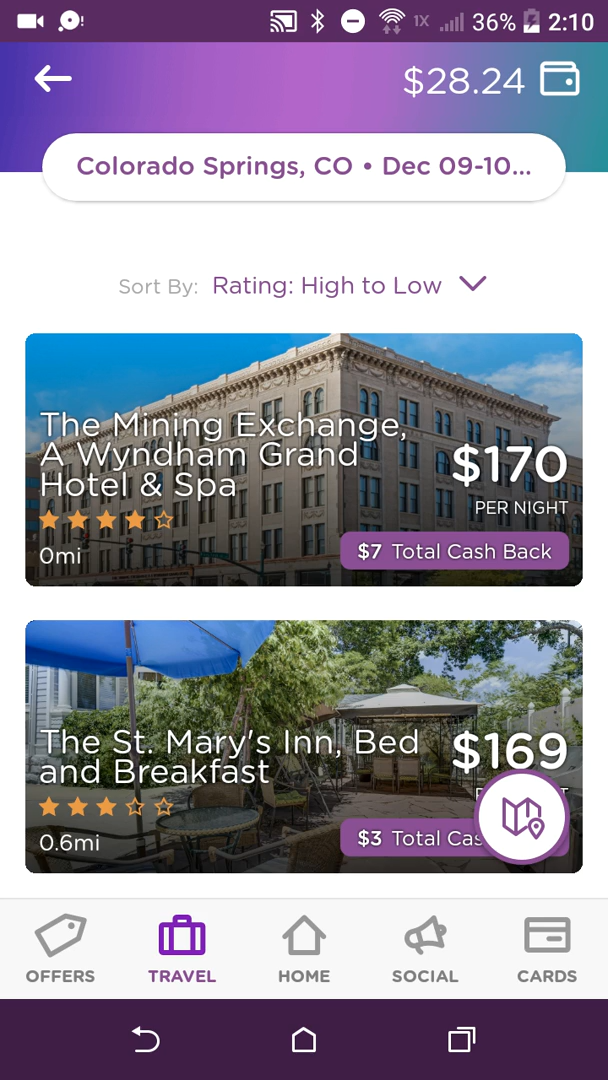 1X 36% 2:10
$28.24
Colorado Springs, CO • Dec 09-10...
Sort By: Rating: High to Low
The Mining Exchange,
A Wyndham Grand
Hotel & Spa
$170
PER NIGHT
0mi
$7 Total Cash Back
The St. Mary's Inn, Bed
and Breakfast
$169
0.6mi
$3 Total
OFFERS TRAVEL HOME SOCIAL CARDS